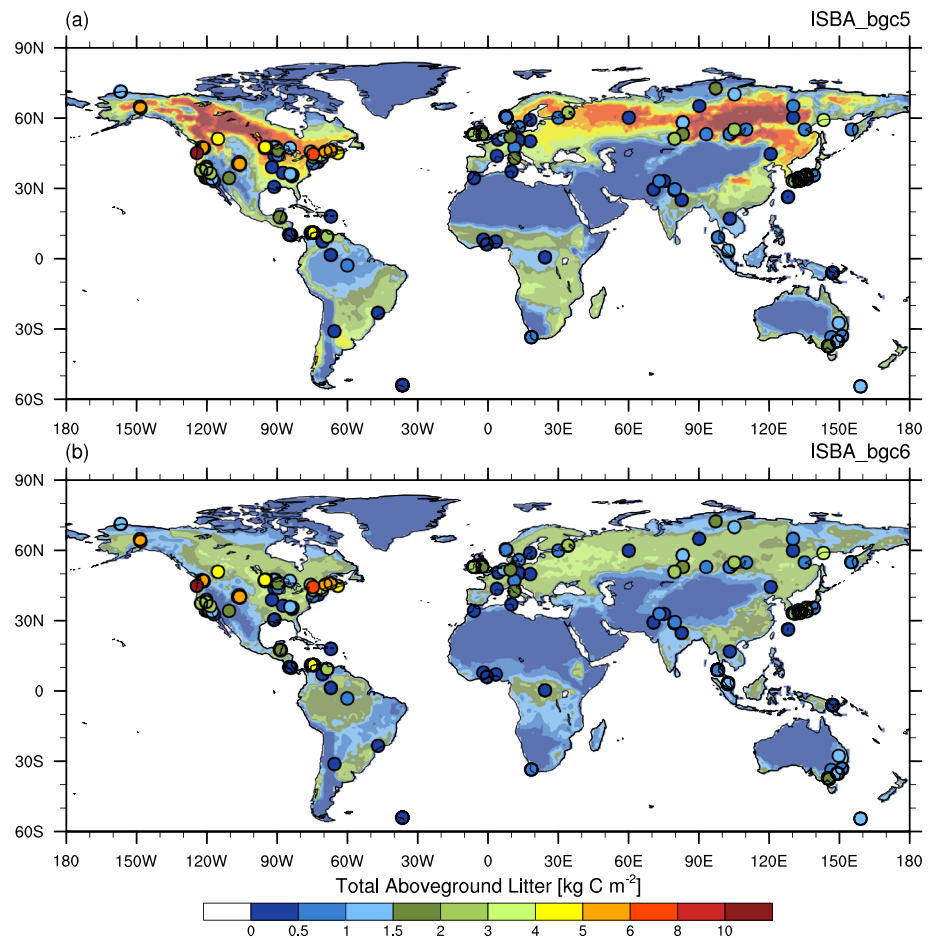 (a) ISBA_bgc5
90N
60N
30N
0
30S
60S
180 150W 120W 90W 60W 30W 0 30E 60E 90E 120E 150E 180
(b) ISBA_bgc6
90N
60N
30N
0
30S
60S
180 150W 120W 90W 60W 30W 0 30E 60E 90E 120E 150E 180
Total Aboveground Litter [kg C m⁻²]
0 0.5 1 1.5 2 3 4 5 6 8 10